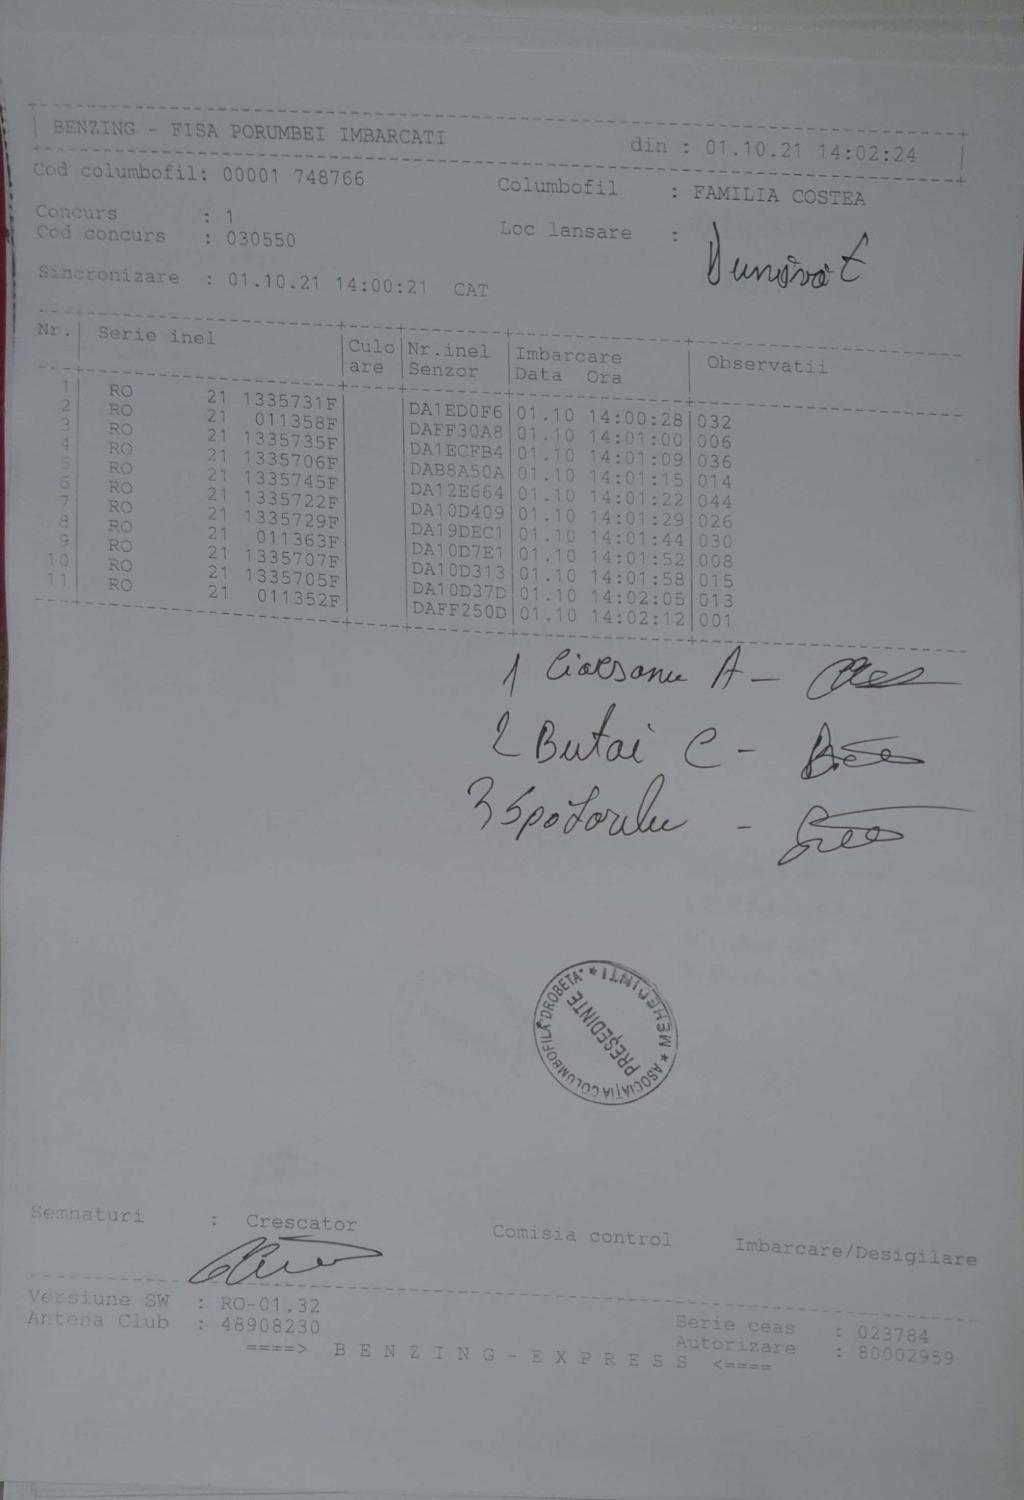 BENZING - FISA PORUMBEI IMBARCATI din : 01.10.21 14:02:24
Cod columbofil: 00001 748766 Columbofil : FAMILIA COSTEA
Concurs : 1 Loc lansare :
Cod concurs : 030550
Sincronizare : 01.10.21 14:00:21 CAT
Nr. Serie inel Culo are Nr.inel Senzor Imbarcare Data Ora Observatii
1 RO 21 1335731F DA1ED0F6 01.10 14:00:28 032
2 RO 21 011358F DAFF30A8 01.10 14:01:00 006
3 RO 21 1335735F DA1ECFB4 01.10 14:01:09 036
4 RO 21 1335706F DAB8A50A 01.10 14:01:15 014
5 RO 21 1335745F DA12E664 01.10 14:01:22 044
6 RO 21 1335722F DA10D409 01.10 14:01:29 026
7 RO 21 1335729F DA19DEC1 01.10 14:01:44 030
8 RO 21 011363F DA10D7E1 01.10 14:01:52 008
9 RO 21 1335707F DA10D313 01.10 14:01:58 015
10 RO 21 1335705F DA10D37D 01.10 14:02:05 013
11 RO 21 011352F DAFF250D 01.10 14:02:12 001
1 A -
2 Butai C -
3 -
ASOCIAȚIA COLUMBOFILĂ "DROBETA" * MEHEDINTI *
PREȘEDINTE
Semnaturi : Crescator Comisia control Imbarcare/Desigilare
Versiune SW : RO-01.32 Serie ceas : 023784
Antena Club : 48908230 Autorizare : 80002959
====> B E N Z I N G - E X P R E S S <====